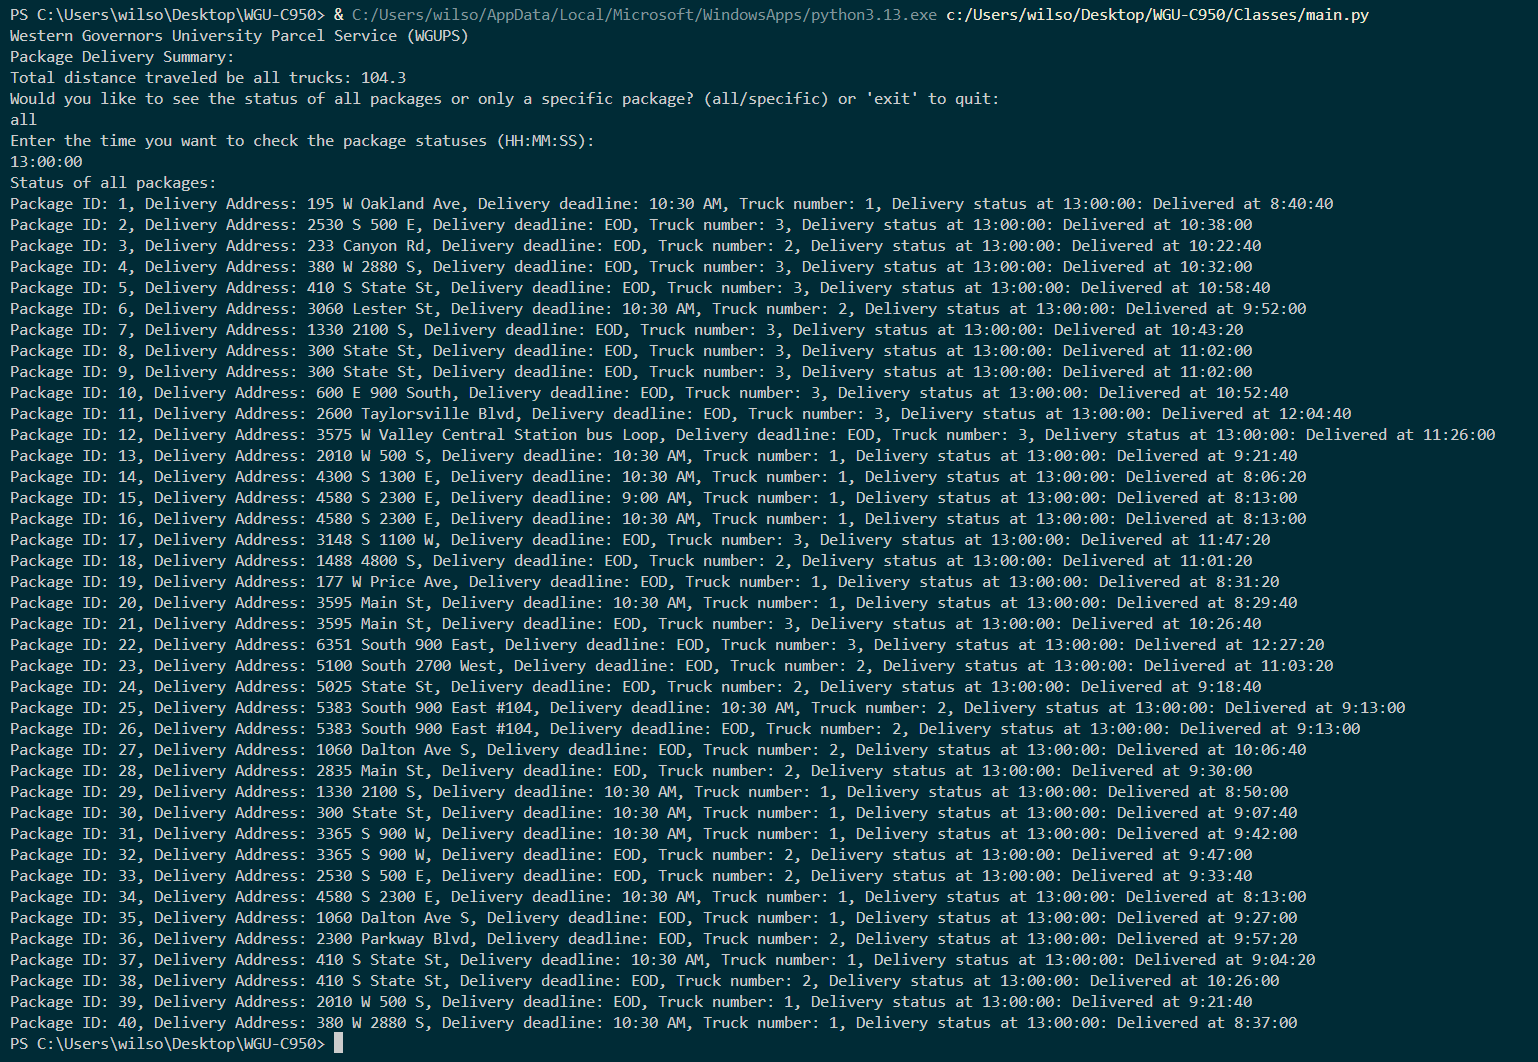 PS C:\Users\wilso\Desktop\WGU-C950> & C:/Users/wilso/AppData/Local/Microsoft/WindowsApps/python3.13.exe c:/Users/wilso/Desktop/WGU-C950/Classes/main.py
Western Governors University Parcel Service (WGUPS)
Package Delivery Summary:
Total distance traveled be all trucks: 104.3
Would you like to see the status of all packages or only a specific package? (all/specific) or 'exit' to quit:
all
Enter the time you want to check the package statuses (HH:MM:SS):
13:00:00
Status of all packages:
Package ID: 1, Delivery Address: 195 W Oakland Ave, Delivery deadline: 10:30 AM, Truck number: 1, Delivery status at 13:00:00: Delivered at 8:40:40
Package ID: 2, Delivery Address: 2530 S 500 E, Delivery deadline: EOD, Truck number: 3, Delivery status at 13:00:00: Delivered at 10:38:00
Package ID: 3, Delivery Address: 233 Canyon Rd, Delivery deadline: EOD, Truck number: 2, Delivery status at 13:00:00: Delivered at 10:22:40
Package ID: 4, Delivery Address: 380 W 2880 S, Delivery deadline: EOD, Truck number: 3, Delivery status at 13:00:00: Delivered at 10:32:00
Package ID: 5, Delivery Address: 410 S State St, Delivery deadline: EOD, Truck number: 3, Delivery status at 13:00:00: Delivered at 10:58:40
Package ID: 6, Delivery Address: 3060 Lester St, Delivery deadline: 10:30 AM, Truck number: 2, Delivery status at 13:00:00: Delivered at 9:52:00
Package ID: 7, Delivery Address: 1330 2100 S, Delivery deadline: EOD, Truck number: 3, Delivery status at 13:00:00: Delivered at 10:43:20
Package ID: 8, Delivery Address: 300 State St, Delivery deadline: EOD, Truck number: 3, Delivery status at 13:00:00: Delivered at 11:02:00
Package ID: 9, Delivery Address: 300 State St, Delivery deadline: EOD, Truck number: 3, Delivery status at 13:00:00: Delivered at 11:02:00
Package ID: 10, Delivery Address: 600 E 900 South, Delivery deadline: EOD, Truck number: 3, Delivery status at 13:00:00: Delivered at 10:52:40
Package ID: 11, Delivery Address: 2600 Taylorsville Blvd, Delivery deadline: EOD, Truck number: 3, Delivery status at 13:00:00: Delivered at 12:04:40
Package ID: 12, Delivery Address: 3575 W Valley Central Station bus Loop, Delivery deadline: EOD, Truck number: 3, Delivery status at 13:00:00: Delivered at 11:26:00
Package ID: 13, Delivery Address: 2010 W 500 S, Delivery deadline: 10:30 AM, Truck number: 1, Delivery status at 13:00:00: Delivered at 9:21:40
Package ID: 14, Delivery Address: 4300 S 1300 E, Delivery deadline: 10:30 AM, Truck number: 1, Delivery status at 13:00:00: Delivered at 8:06:20
Package ID: 15, Delivery Address: 4580 S 2300 E, Delivery deadline: 9:00 AM, Truck number: 1, Delivery status at 13:00:00: Delivered at 8:13:00
Package ID: 16, Delivery Address: 4580 S 2300 E, Delivery deadline: 10:30 AM, Truck number: 1, Delivery status at 13:00:00: Delivered at 8:13:00
Package ID: 17, Delivery Address: 3148 S 1100 W, Delivery deadline: EOD, Truck number: 3, Delivery status at 13:00:00: Delivered at 11:47:20
Package ID: 18, Delivery Address: 1488 4800 S, Delivery deadline: EOD, Truck number: 2, Delivery status at 13:00:00: Delivered at 11:01:20
Package ID: 19, Delivery Address: 177 W Price Ave, Delivery deadline: EOD, Truck number: 1, Delivery status at 13:00:00: Delivered at 8:31:20
Package ID: 20, Delivery Address: 3595 Main St, Delivery deadline: 10:30 AM, Truck number: 1, Delivery status at 13:00:00: Delivered at 8:29:40
Package ID: 21, Delivery Address: 3595 Main St, Delivery deadline: EOD, Truck number: 3, Delivery status at 13:00:00: Delivered at 10:26:40
Package ID: 22, Delivery Address: 6351 South 900 East, Delivery deadline: EOD, Truck number: 3, Delivery status at 13:00:00: Delivered at 12:27:20
Package ID: 23, Delivery Address: 5100 South 2700 West, Delivery deadline: EOD, Truck number: 2, Delivery status at 13:00:00: Delivered at 11:03:20
Package ID: 24, Delivery Address: 5025 State St, Delivery deadline: EOD, Truck number: 2, Delivery status at 13:00:00: Delivered at 9:18:40
Package ID: 25, Delivery Address: 5383 South 900 East #104, Delivery deadline: 10:30 AM, Truck number: 2, Delivery status at 13:00:00: Delivered at 9:13:00
Package ID: 26, Delivery Address: 5383 South 900 East #104, Delivery deadline: EOD, Truck number: 2, Delivery status at 13:00:00: Delivered at 9:13:00
Package ID: 27, Delivery Address: 1060 Dalton Ave S, Delivery deadline: EOD, Truck number: 2, Delivery status at 13:00:00: Delivered at 10:06:40
Package ID: 28, Delivery Address: 2835 Main St, Delivery deadline: EOD, Truck number: 2, Delivery status at 13:00:00: Delivered at 9:30:00
Package ID: 29, Delivery Address: 1330 2100 S, Delivery deadline: 10:30 AM, Truck number: 1, Delivery status at 13:00:00: Delivered at 8:50:00
Package ID: 30, Delivery Address: 300 State St, Delivery deadline: 10:30 AM, Truck number: 1, Delivery status at 13:00:00: Delivered at 9:07:40
Package ID: 31, Delivery Address: 3365 S 900 W, Delivery deadline: 10:30 AM, Truck number: 1, Delivery status at 13:00:00: Delivered at 9:42:00
Package ID: 32, Delivery Address: 3365 S 900 W, Delivery deadline: EOD, Truck number: 2, Delivery status at 13:00:00: Delivered at 9:47:00
Package ID: 33, Delivery Address: 2530 S 500 E, Delivery deadline: EOD, Truck number: 2, Delivery status at 13:00:00: Delivered at 9:33:40
Package ID: 34, Delivery Address: 4580 S 2300 E, Delivery deadline: 10:30 AM, Truck number: 1, Delivery status at 13:00:00: Delivered at 8:13:00
Package ID: 35, Delivery Address: 1060 Dalton Ave S, Delivery deadline: EOD, Truck number: 1, Delivery status at 13:00:00: Delivered at 9:27:00
Package ID: 36, Delivery Address: 2300 Parkway Blvd, Delivery deadline: EOD, Truck number: 2, Delivery status at 13:00:00: Delivered at 9:57:20
Package ID: 37, Delivery Address: 410 S State St, Delivery deadline: 10:30 AM, Truck number: 1, Delivery status at 13:00:00: Delivered at 9:04:20
Package ID: 38, Delivery Address: 410 S State St, Delivery deadline: EOD, Truck number: 2, Delivery status at 13:00:00: Delivered at 10:26:00
Package ID: 39, Delivery Address: 2010 W 500 S, Delivery deadline: EOD, Truck number: 1, Delivery status at 13:00:00: Delivered at 9:21:40
Package ID: 40, Delivery Address: 380 W 2880 S, Delivery deadline: 10:30 AM, Truck number: 1, Delivery status at 13:00:00: Delivered at 8:37:00
PS C:\Users\wilso\Desktop\WGU-C950>